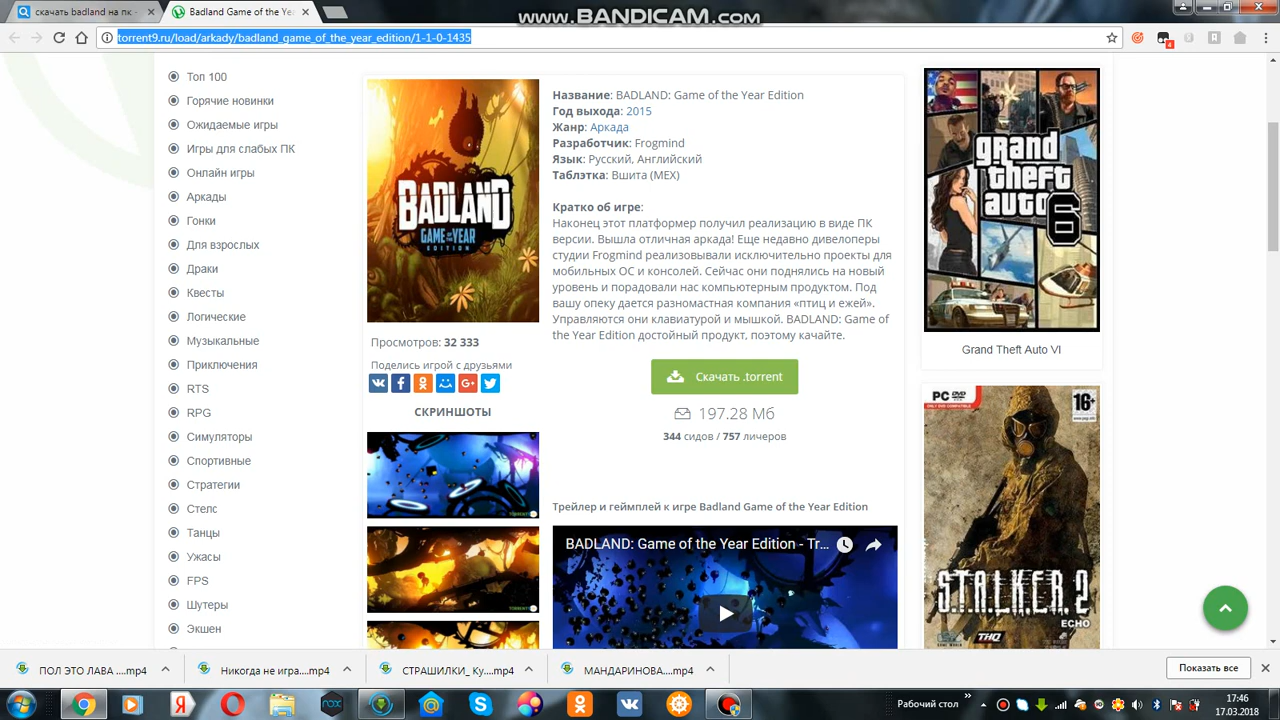 www.BANDICAM.com
скачать badland на пк -
Badland Game of the Ye
torrent9.ru/load/arkady/badland_game_of_the_year_edition/1-1-0-1435
4
Топ 100
Горячие новинки
Ожидаемые игры
Игры для слабых ПК
Онлайн игры
Аркады
Гонки
Для взрослых
Драки
Квесты
Логические
Музыкальные
Приключения
RTS
RPG
Симуляторы
Спортивные
Стратегии
Стелс
Танцы
Ужасы
FPS
Шутеры
Экшен
BADLAND
GAME OF THE YEAR
EDITION
Просмотров: 32 333
Поделись игрой с друзьями
СКРИНШОТЫ
Название: BADLAND: Game of the Year Edition
Год выхода: 2015
Жанр: Аркада
Разработчик: Frogmind
Язык: Русский, Английский
Таблэтка: Вшита (MEX)
Кратко об игре:
Наконец этот платформер получил реализацию в виде ПК
версии. Вышла отличная аркада! Еще недавно дивелоперы
студии Frogmind реализовывали исключительно проекты для
мобильных ОС и консолей. Сейчас они поднялись на новый
уровень и порадовали нас компьютерным продуктом. Под
вашу опеку дается разномастная компания «птиц и ежей».
Управляются они клавиатурой и мышкой. BADLAND: Game of
the Year Edition достойный продукт, поэтому качайте.
Скачать .torrent
197.28 Мб
344 сидов / 757 личеров
Трейлер и геймплей к игре Badland Game of the Year Edition
BADLAND: Game of the Year Edition - Tr...
grand
theft
auto
6
Grand Theft Auto VI
PC DVD
16+
S.T.A.L.K.E.R. 2
ECHO
THQ
ПОЛ ЭТО ЛАВА ....mp4
Никогда не игра....mp4
СТРАШИЛКИ_ Ку....mp4
МАНДАРИНОВА....mp4
Показать все
nox
Рабочий стол
17:46
17.03.2018